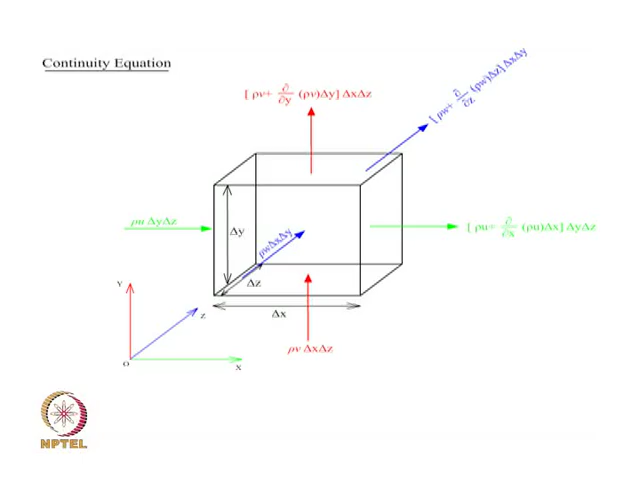 Continuity Equation
[ ρv+ ∂/∂y (ρv)Δy] ΔxΔz
[ ρw+ ∂/∂z (ρw)Δz] ΔxΔy
ρu ΔyΔz
Δy
ρwΔxΔy
[ ρu+ ∂/∂x (ρu)Δx] ΔyΔz
Δz
Δx
Y
Z
O
X
ρv ΔxΔz
NPTEL